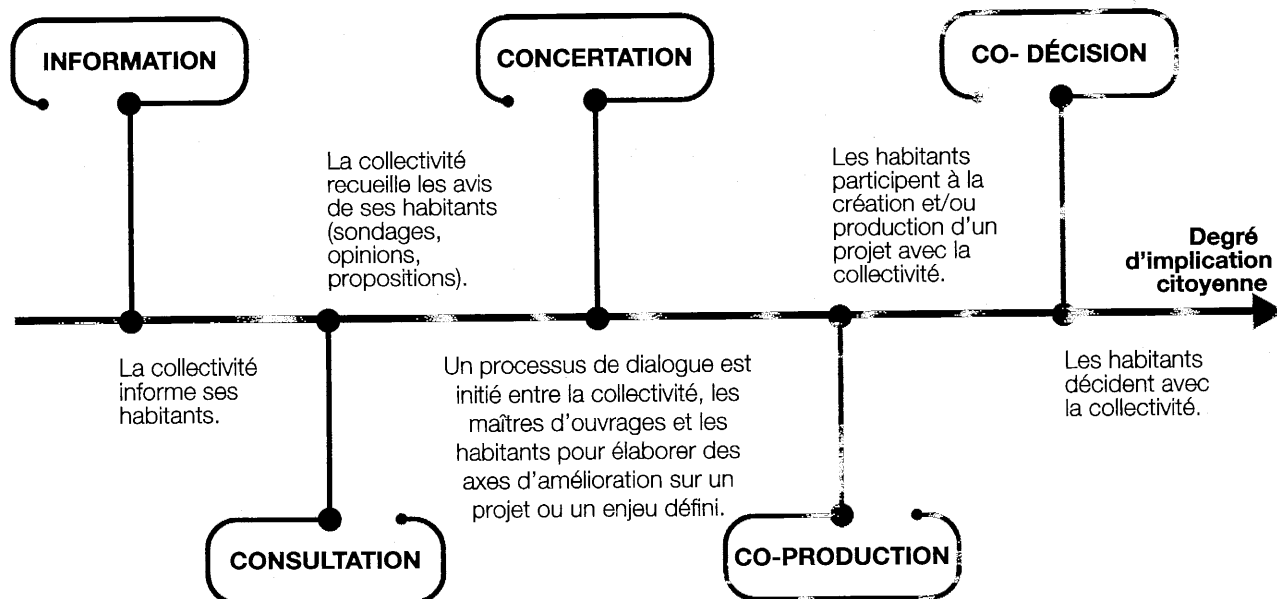 INFORMATION
La collectivité
informe ses
habitants.
CONSULTATION
La collectivité
recueille les avis
de ses habitants
(sondages,
opinions,
propositions).
CONCERTATION
Un processus de dialogue est
initié entre la collectivité, les
maîtres d'ouvrages et les
habitants pour élaborer des
axes d'amélioration sur un
projet ou un enjeu défini.
CO-PRODUCTION
Les habitants
participent à la
création et/ou
production d'un
projet avec la
collectivité.
CO- DÉCISION
Les habitants
décident avec
la collectivité.
Degré
d'implication
citoyenne